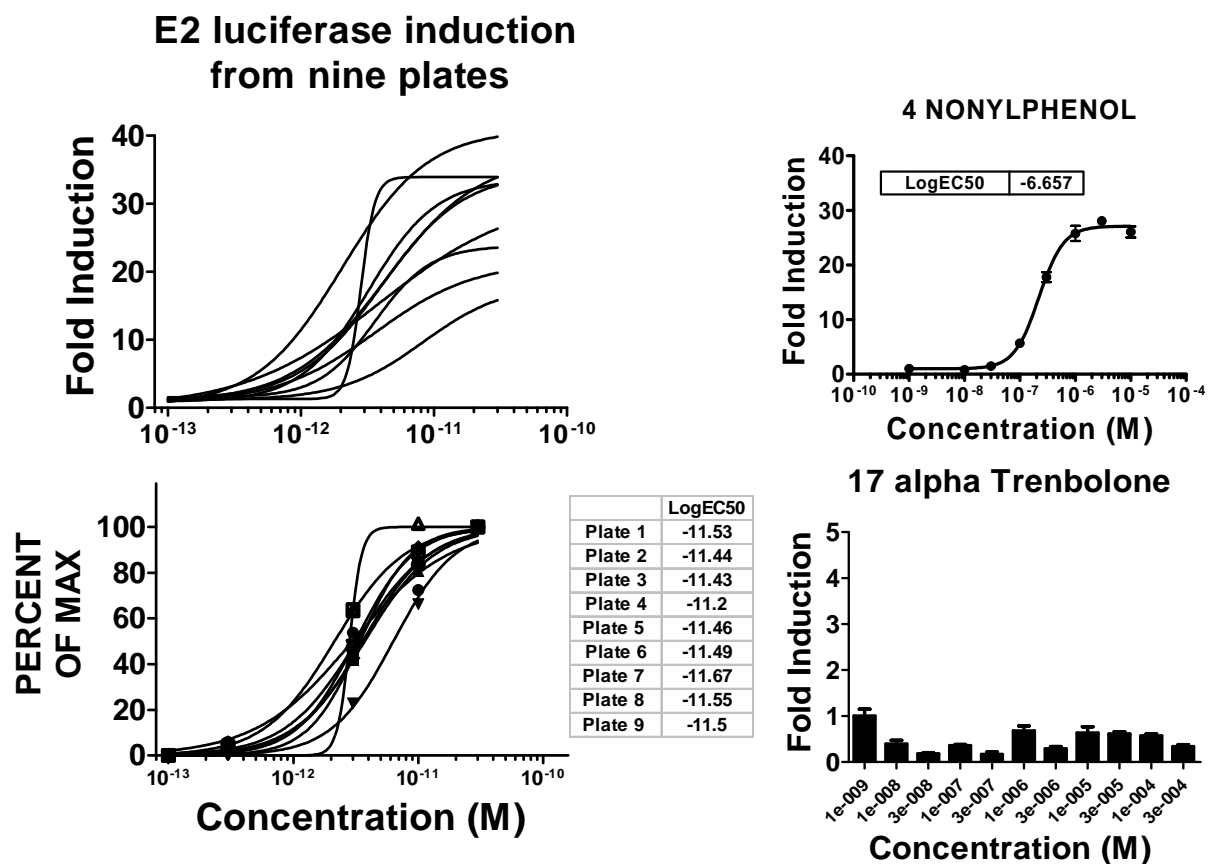 E2 luciferase induction
from nine plates
Fold Induction
40
30
20
10
0
10-13
10-12
10-11
10-10
4 NONYLPHENOL
Fold Induction
40
30
20
10
0
LogEC50 -6.657
10-10
10-9
10-8
10-7
10-6
10-5
10-4
Concentration (M)
PERCENT
OF MAX
100
80
60
40
20
0
10-13
10-12
10-11
10-10
Concentration (M)
LogEC50
Plate 1 -11.53
Plate 2 -11.44
Plate 3 -11.43
Plate 4 -11.2
Plate 5 -11.46
Plate 6 -11.49
Plate 7 -11.67
Plate 8 -11.55
Plate 9 -11.5
17 alpha Trenbolone
Fold Induction
5
4
3
2
1
0
1e-009
1e-008
3e-008
1e-007
3e-007
1e-006
3e-006
1e-005
3e-005
1e-004
3e-004
Concentration (M)